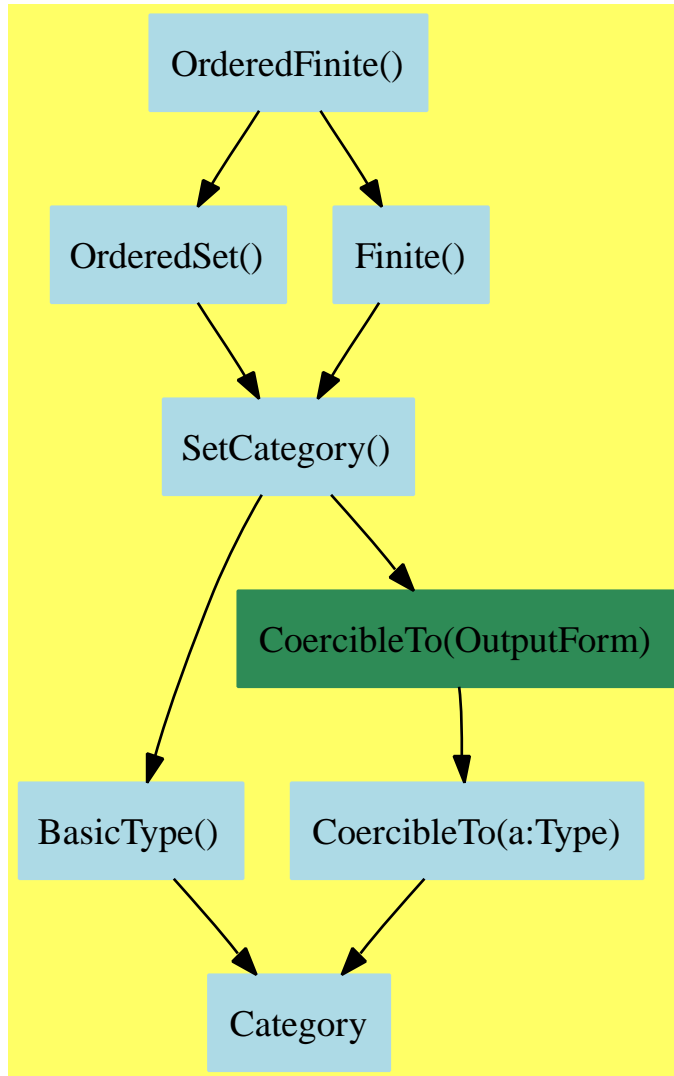 OrderedFinite()
OrderedSet()
Finite()
SetCategory()
CoercibleTo(OutputForm)
BasicType()
CoercibleTo(a:Type)
Category